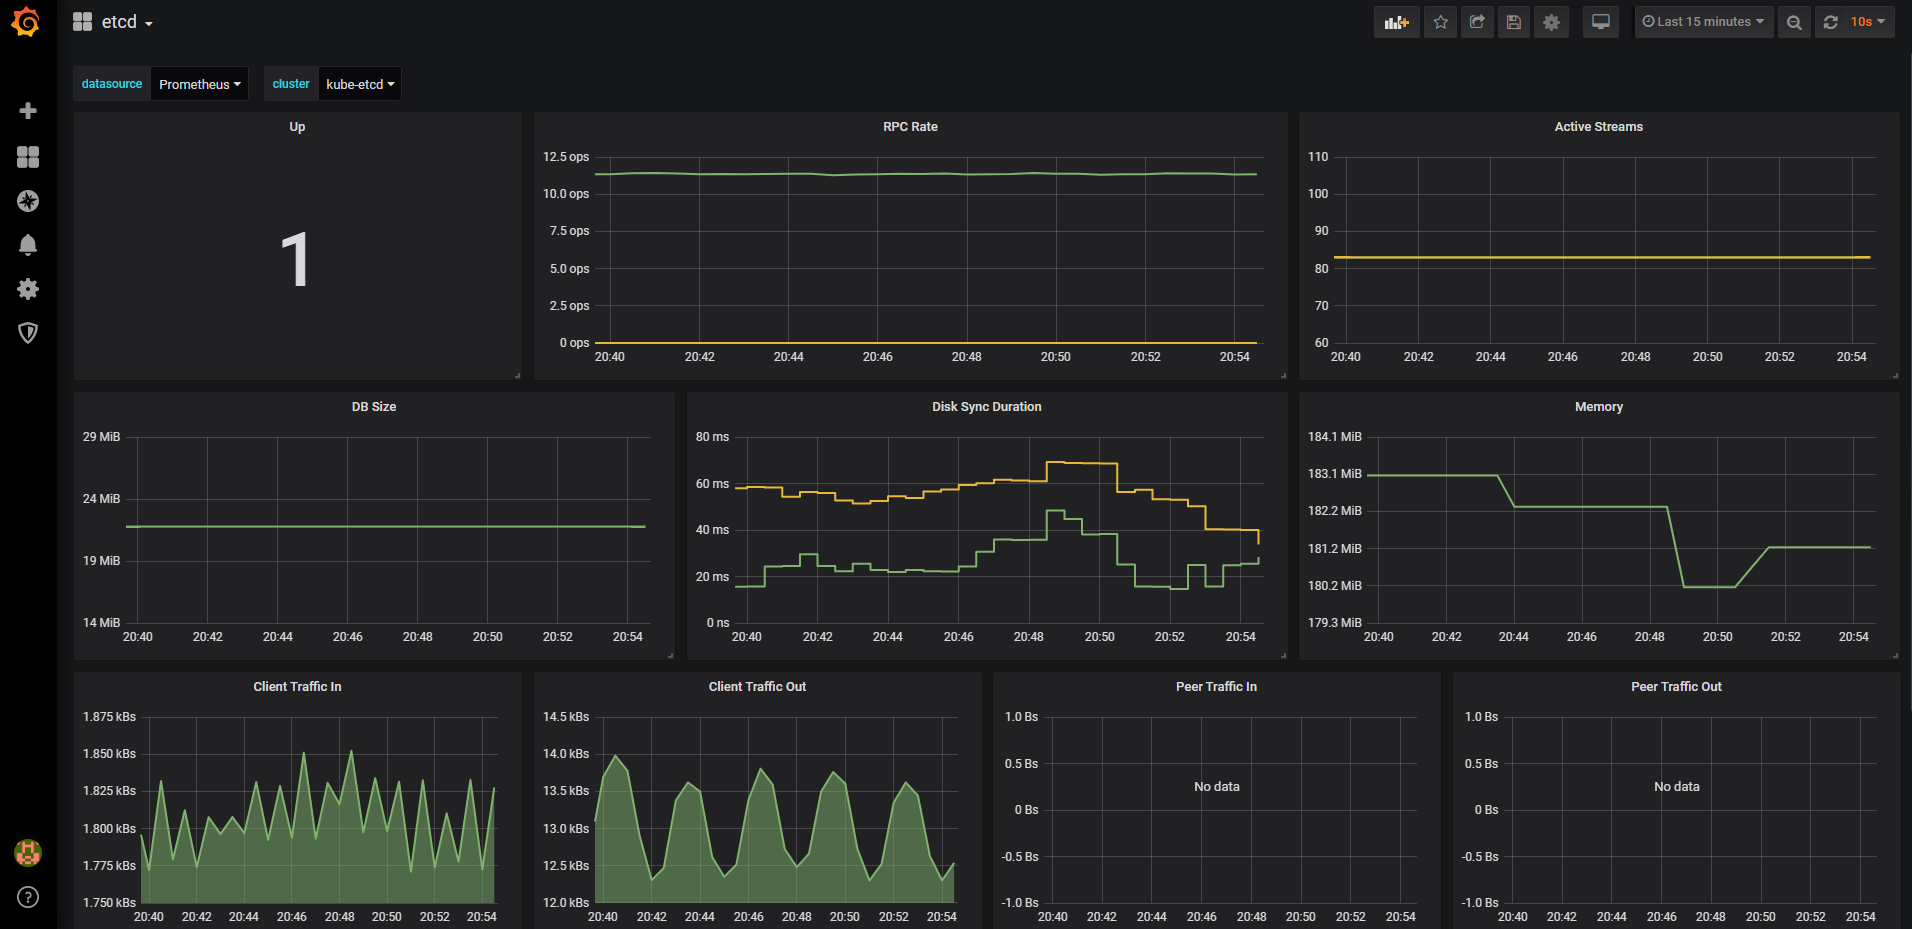 etcd
Last 15 minutes 10s
datasource Prometheus cluster kube-etcd
Up
1
RPC Rate
12.5 ops
10.0 ops
7.5 ops
5.0 ops
2.5 ops
0 ops
20:40 20:42 20:44 20:46 20:48 20:50 20:52 20:54
Active Streams
110
100
90
80
70
60
20:40 20:42 20:44 20:46 20:48 20:50 20:52 20:54
DB Size
29 MiB
24 MiB
19 MiB
14 MiB
20:40 20:42 20:44 20:46 20:48 20:50 20:52 20:54
Disk Sync Duration
80 ms
60 ms
40 ms
20 ms
0 ns
20:40 20:42 20:44 20:46 20:48 20:50 20:52 20:54
Memory
184.1 MiB
183.1 MiB
182.2 MiB
181.2 MiB
180.2 MiB
179.3 MiB
20:40 20:42 20:44 20:46 20:48 20:50 20:52 20:54
Client Traffic In
1.875 kBs
1.850 kBs
1.825 kBs
1.800 kBs
1.775 kBs
1.750 kBs
20:40 20:42 20:44 20:46 20:48 20:50 20:52 20:54
Client Traffic Out
14.5 kBs
14.0 kBs
13.5 kBs
13.0 kBs
12.5 kBs
12.0 kBs
20:40 20:42 20:44 20:46 20:48 20:50 20:52 20:54
Peer Traffic In
1.0 Bs
0.5 Bs
0 Bs
-0.5 Bs
-1.0 Bs
No data
20:40 20:42 20:44 20:46 20:48 20:50 20:52 20:54
Peer Traffic Out
1.0 Bs
0.5 Bs
0 Bs
-0.5 Bs
-1.0 Bs
No data
20:40 20:42 20:44 20:46 20:48 20:50 20:52 20:54